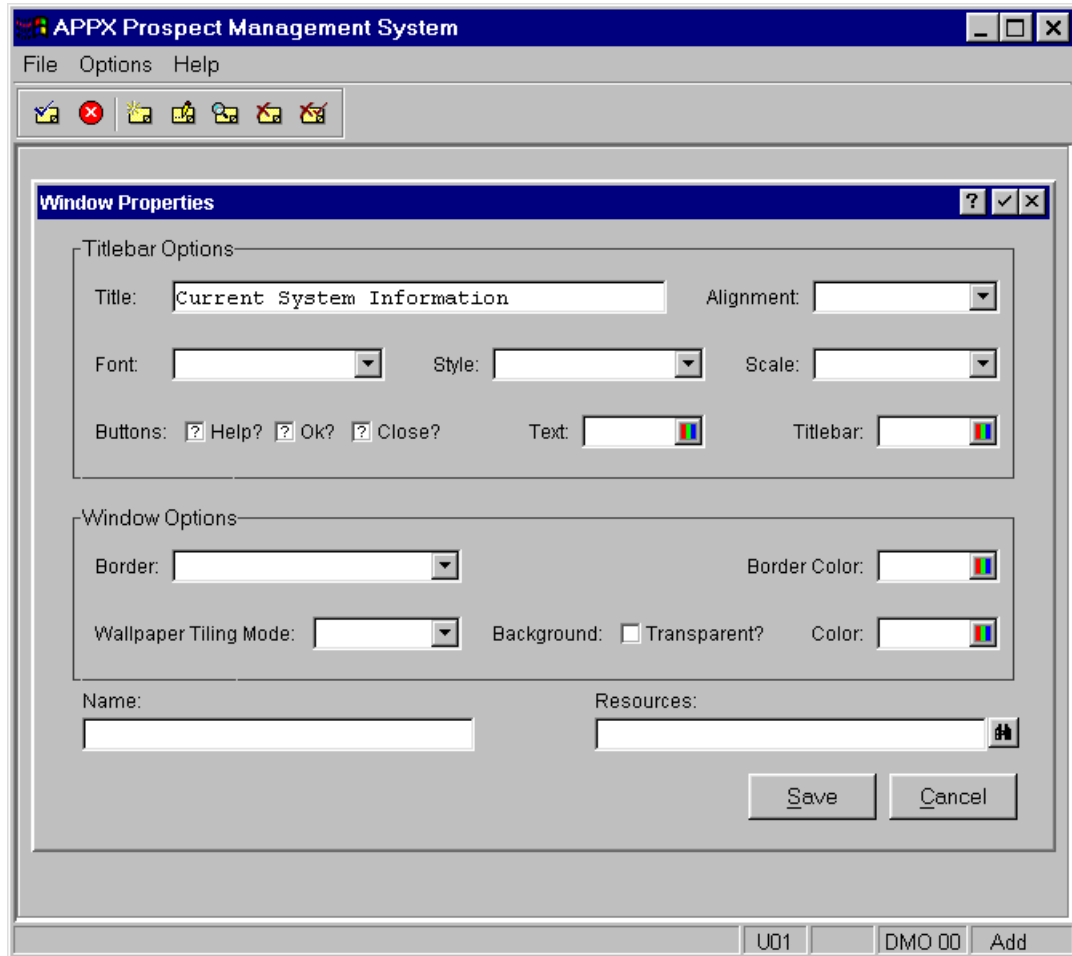 APPX Prospect Management System
File Options Help
Window Properties ?
Titlebar Options
Title: Current System Information Alignment:
Font: Style: Scale:
Buttons: ? Help? ? Ok? ? Close? Text: Titlebar:
Window Options
Border: Border Color:
Wallpaper Tiling Mode: Background: Transparent? Color:
Name: Resources:
Save Cancel
U01 DMO 00 Add